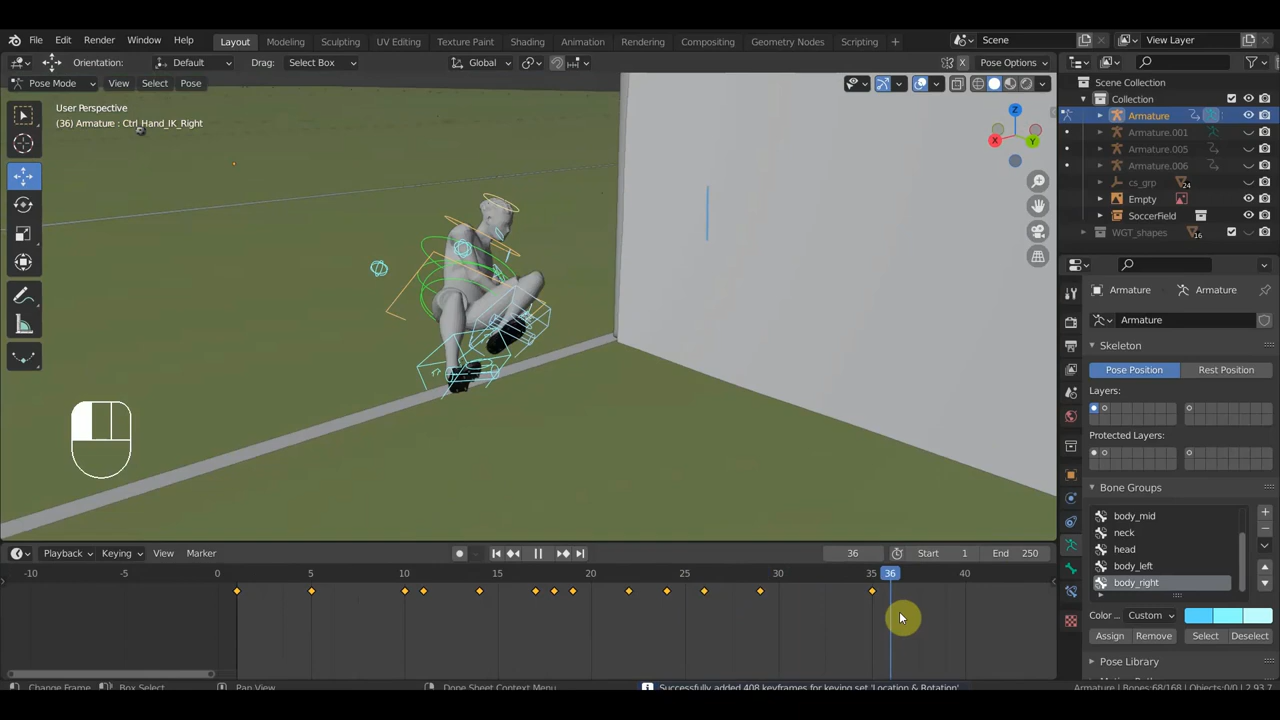 File Edit Render Window Help Layout Modeling Sculpting UV Editing Texture Paint Shading Animation Rendering Compositing Geometry Nodes Scripting + Scene View Layer
Orientation: Default Drag: Select Box Global Pose Options
Pose Mode View Select Pose
User Perspective
(36) Armature : Ctrl_Hand_IK_Right
Z
X Y
Scene Collection
Collection
Armature
Armature.001
Armature.005
Armature.006
cs_grp 24
Empty
SoccerField
WGT_shapes 16
Armature Armature
Armature
Skeleton
Pose Position Rest Position
Layers:
Protected Layers:
Bone Groups
body_mid
neck
head
body_left
body_right
Color ... Custom
Assign Remove Select Deselect
Pose Library
Playback Keying View Marker 36 Start 1 End 250
-10 -5 0 5 10 15 20 25 30 35 36 40
Change Frame Box Select Pan View Dope Sheet Context Menu Successfully added 408 keyframes for keying set 'Location & Rotation' Armature | Bones:68/168 | Objects:0/0 | 2.93.7